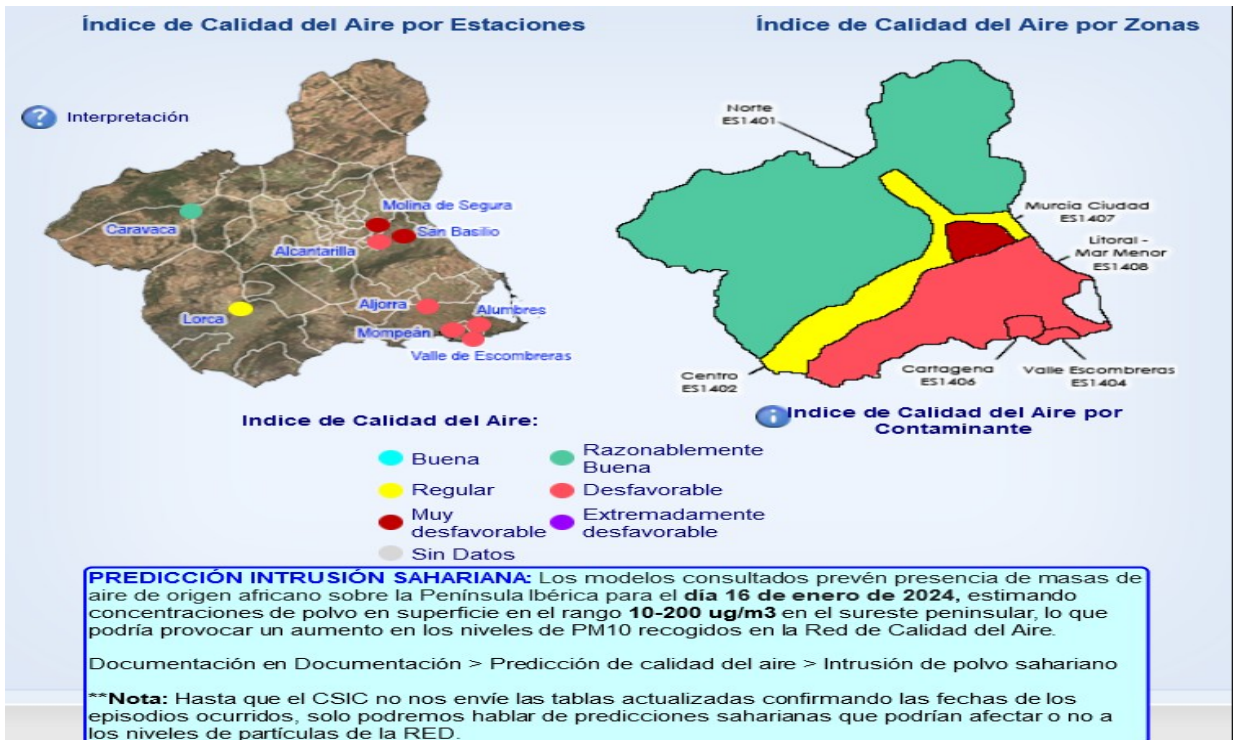 Índice de Calidad del Aire por Estaciones
Índice de Calidad del Aire por Zonas
Interpretación
Caravaca
Molina de Segura
San Basilio
Alcantarilla
Lorca
Aljorra
Alumbres
Mompeán
Valle de Escombreras
Norte
ES1401
Murcia Ciudad
ES1407
Litoral -
Mar Menor
ES1408
Centro
ES1402
Cartagena
ES1406
Valle Escombreras
ES1404
Indice de Calidad del Aire:
Indice de Calidad del Aire por
Contaminante
Buena
Razonablemente
Buena
Regular
Desfavorable
Muy
desfavorable
Extremadamente
desfavorable
Sin Datos
PREDICCIÓN INTRUSIÓN SAHARIANA: Los modelos consultados prevén presencia de masas de
aire de origen africano sobre la Península Ibérica para el día 16 de enero de 2024, estimando
concentraciones de polvo en superficie en el rango 10-200 ug/m3 en el sureste peninsular, lo que
podría provocar un aumento en los niveles de PM10 recogidos en la Red de Calidad del Aire.
Documentación en Documentación > Predicción de calidad del aire > Intrusión de polvo sahariano
**Nota: Hasta que el CSIC no nos envíe las tablas actualizadas confirmando las fechas de los
episodios ocurridos, solo podremos hablar de predicciones saharianas que podrían afectar o no a
los niveles de partículas de la RED.